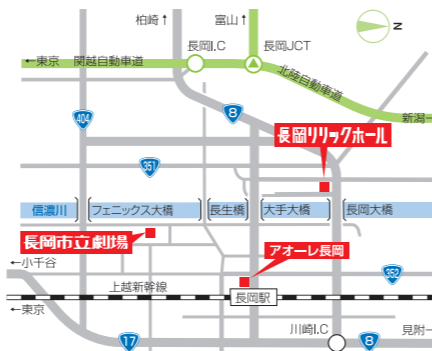 柏崎↑
富山↑
N
長岡I.C
長岡JCT
←東京 関越自動車道
北陸自動車道
新潟→
404
8
351
長岡リリックホール
信濃川
フェニックス大橋
長生橋
大手大橋
長岡大橋
長岡市立劇場
アオーレ長岡
←小千谷
上越新幹線
352
長岡駅
←東京
17
川崎I.C
8
見附→